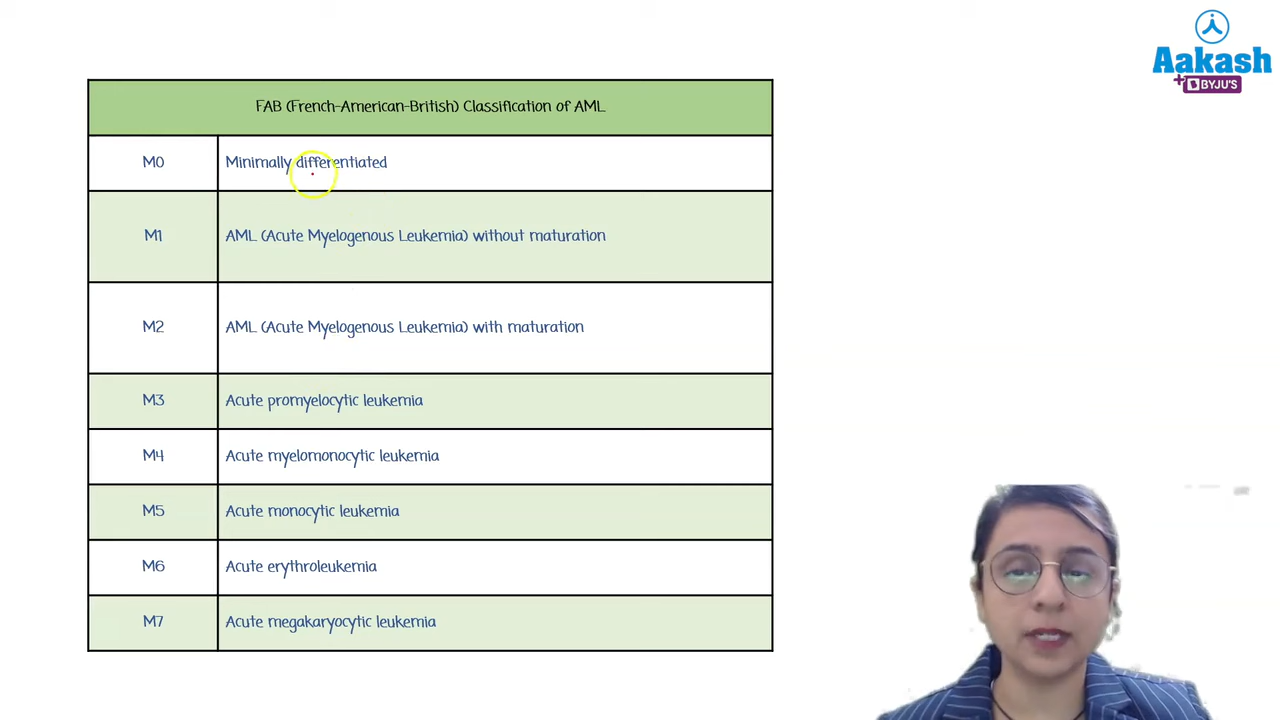 Aakash
+ BYJU'S
FAB (French-American-British) Classification of AML
M0 Minimally differentiated
M1 AML (Acute Myelogenous Leukemia) without maturation
M2 AML (Acute Myelogenous Leukemia) with maturation
M3 Acute promyelocytic leukemia
M4 Acute myelomonocytic leukemia
M5 Acute monocytic leukemia
M6 Acute erythroleukemia
M7 Acute megakaryocytic leukemia